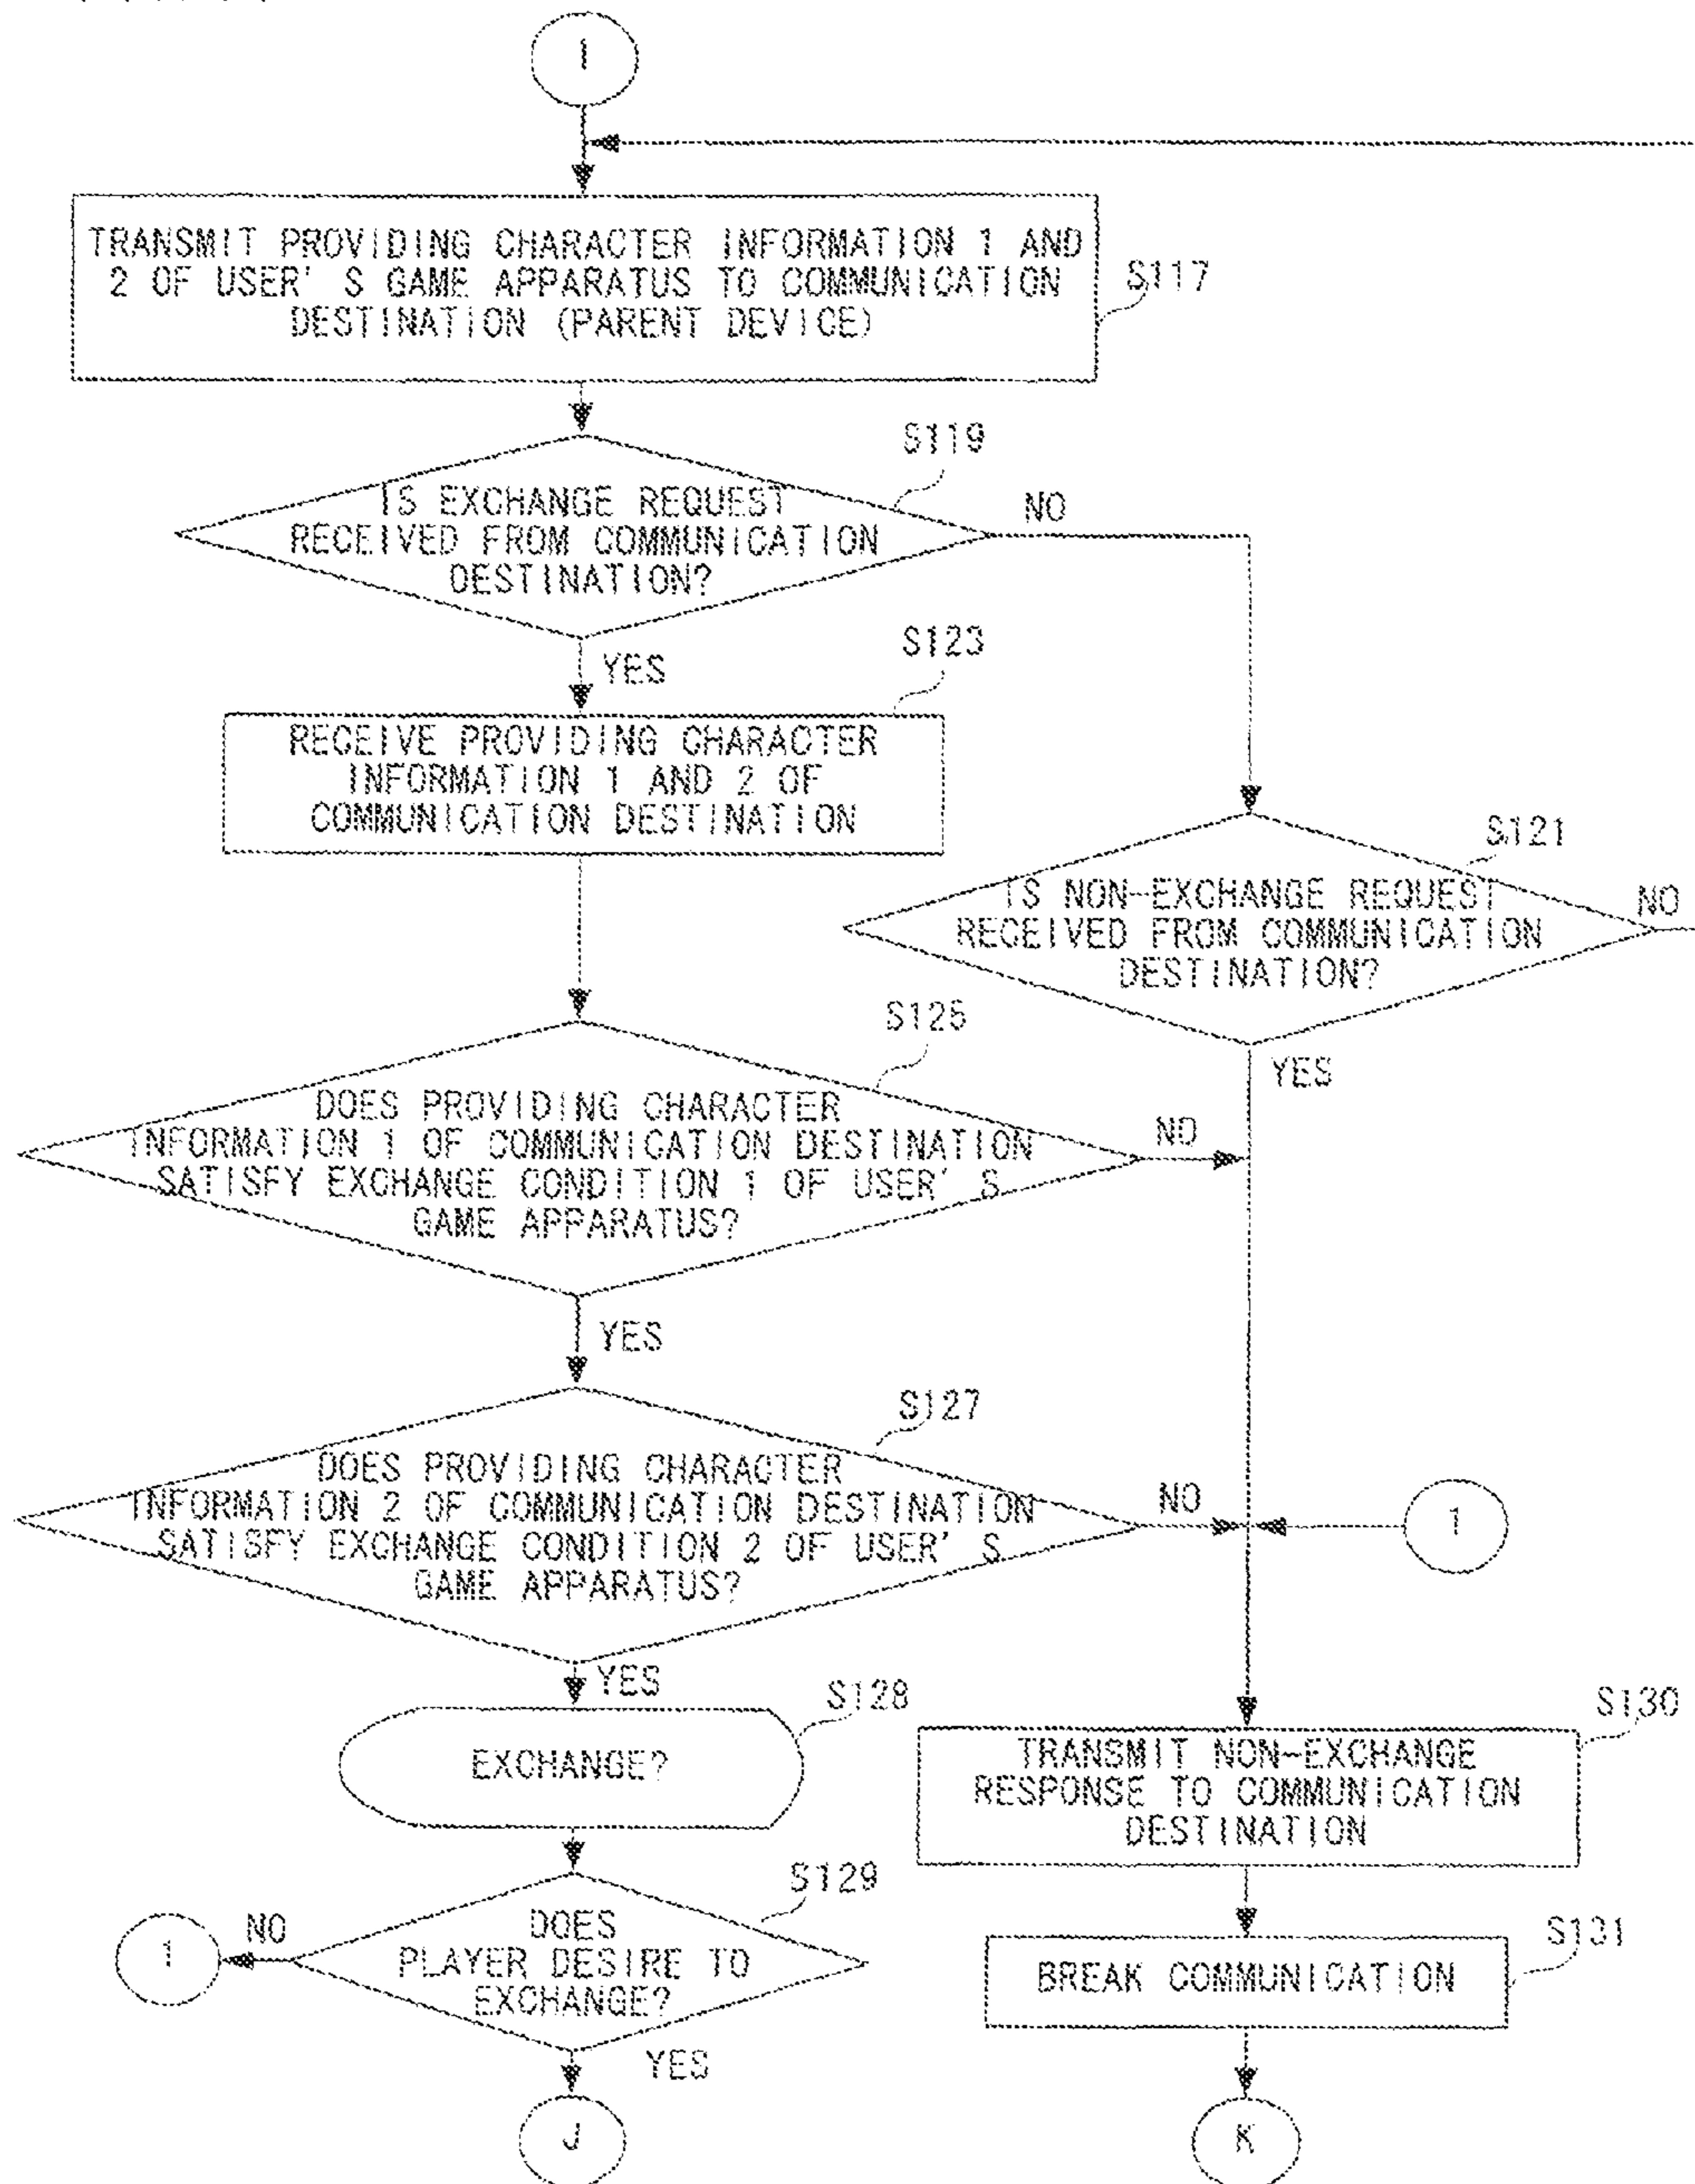 I
TRANSMIT PROVIDING CHARACTER INFORMATION 1 AND
2 OF USER'S GAME APPARATUS TO COMMUNICATION
DESTINATION (PARENT DEVICE)
S117
S119
IS EXCHANGE REQUEST
RECEIVED FROM COMMUNICATION
DESTINATION?
NO
YES
S123
RECEIVE PROVIDING CHARACTER
INFORMATION 1 AND 2 OF
COMMUNICATION DESTINATION
S121
IS NON-EXCHANGE REQUEST
RECEIVED FROM COMMUNICATION
DESTINATION?
NO
YES
S125
DOES PROVIDING CHARACTER
INFORMATION 1 OF COMMUNICATION DESTINATION
SATISFY EXCHANGE CONDITION 1 OF USER'S
GAME APPARATUS?
NO
YES
S127
DOES PROVIDING CHARACTER
INFORMATION 2 OF COMMUNICATION DESTINATION
SATISFY EXCHANGE CONDITION 2 OF USER'S
GAME APPARATUS?
NO
1
YES
S128
EXCHANGE?
S130
TRANSMIT NON-EXCHANGE
RESPONSE TO COMMUNICATION
DESTINATION
S129
DOES
PLAYER DESIRE TO
EXCHANGE?
NO
1
YES
S131
BREAK COMMUNICATION
J
K